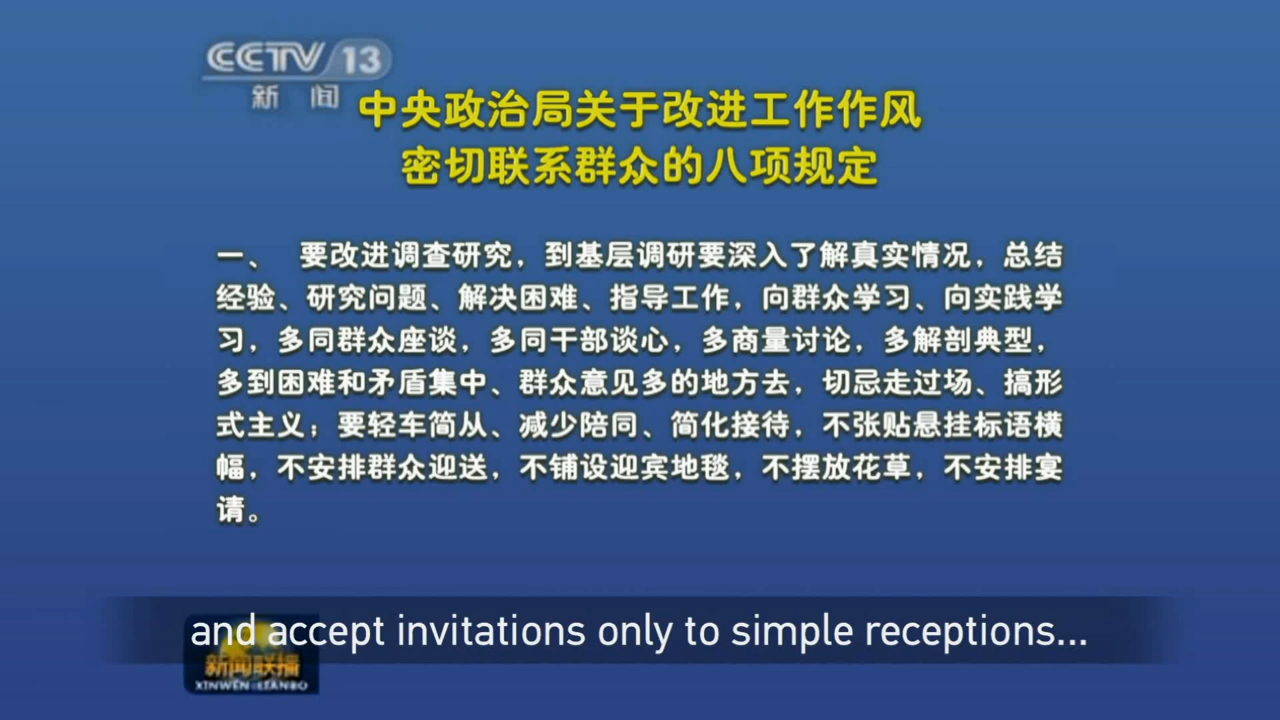 CCTV 13
新 闻
中央政治局关于改进工作作风
密切联系群众的八项规定
一、 要改进调查研究，到基层调研要深入了解真实情况，总结
经验、研究问题、解决困难、指导工作，向群众学习、向实践学
习，多同群众座谈，多同干部谈心，多商量讨论，多解剖典型，
多到困难和矛盾集中、群众意见多的地方去，切忌走过场、搞形
式主义；要轻车简从、减少陪同、简化接待，不张贴悬挂标语横
幅，不安排群众迎送，不铺设迎宾地毯，不摆放花草，不安排宴
请。
and accept invitations only to simple receptions...
新闻联播
XINWEN LIANBO